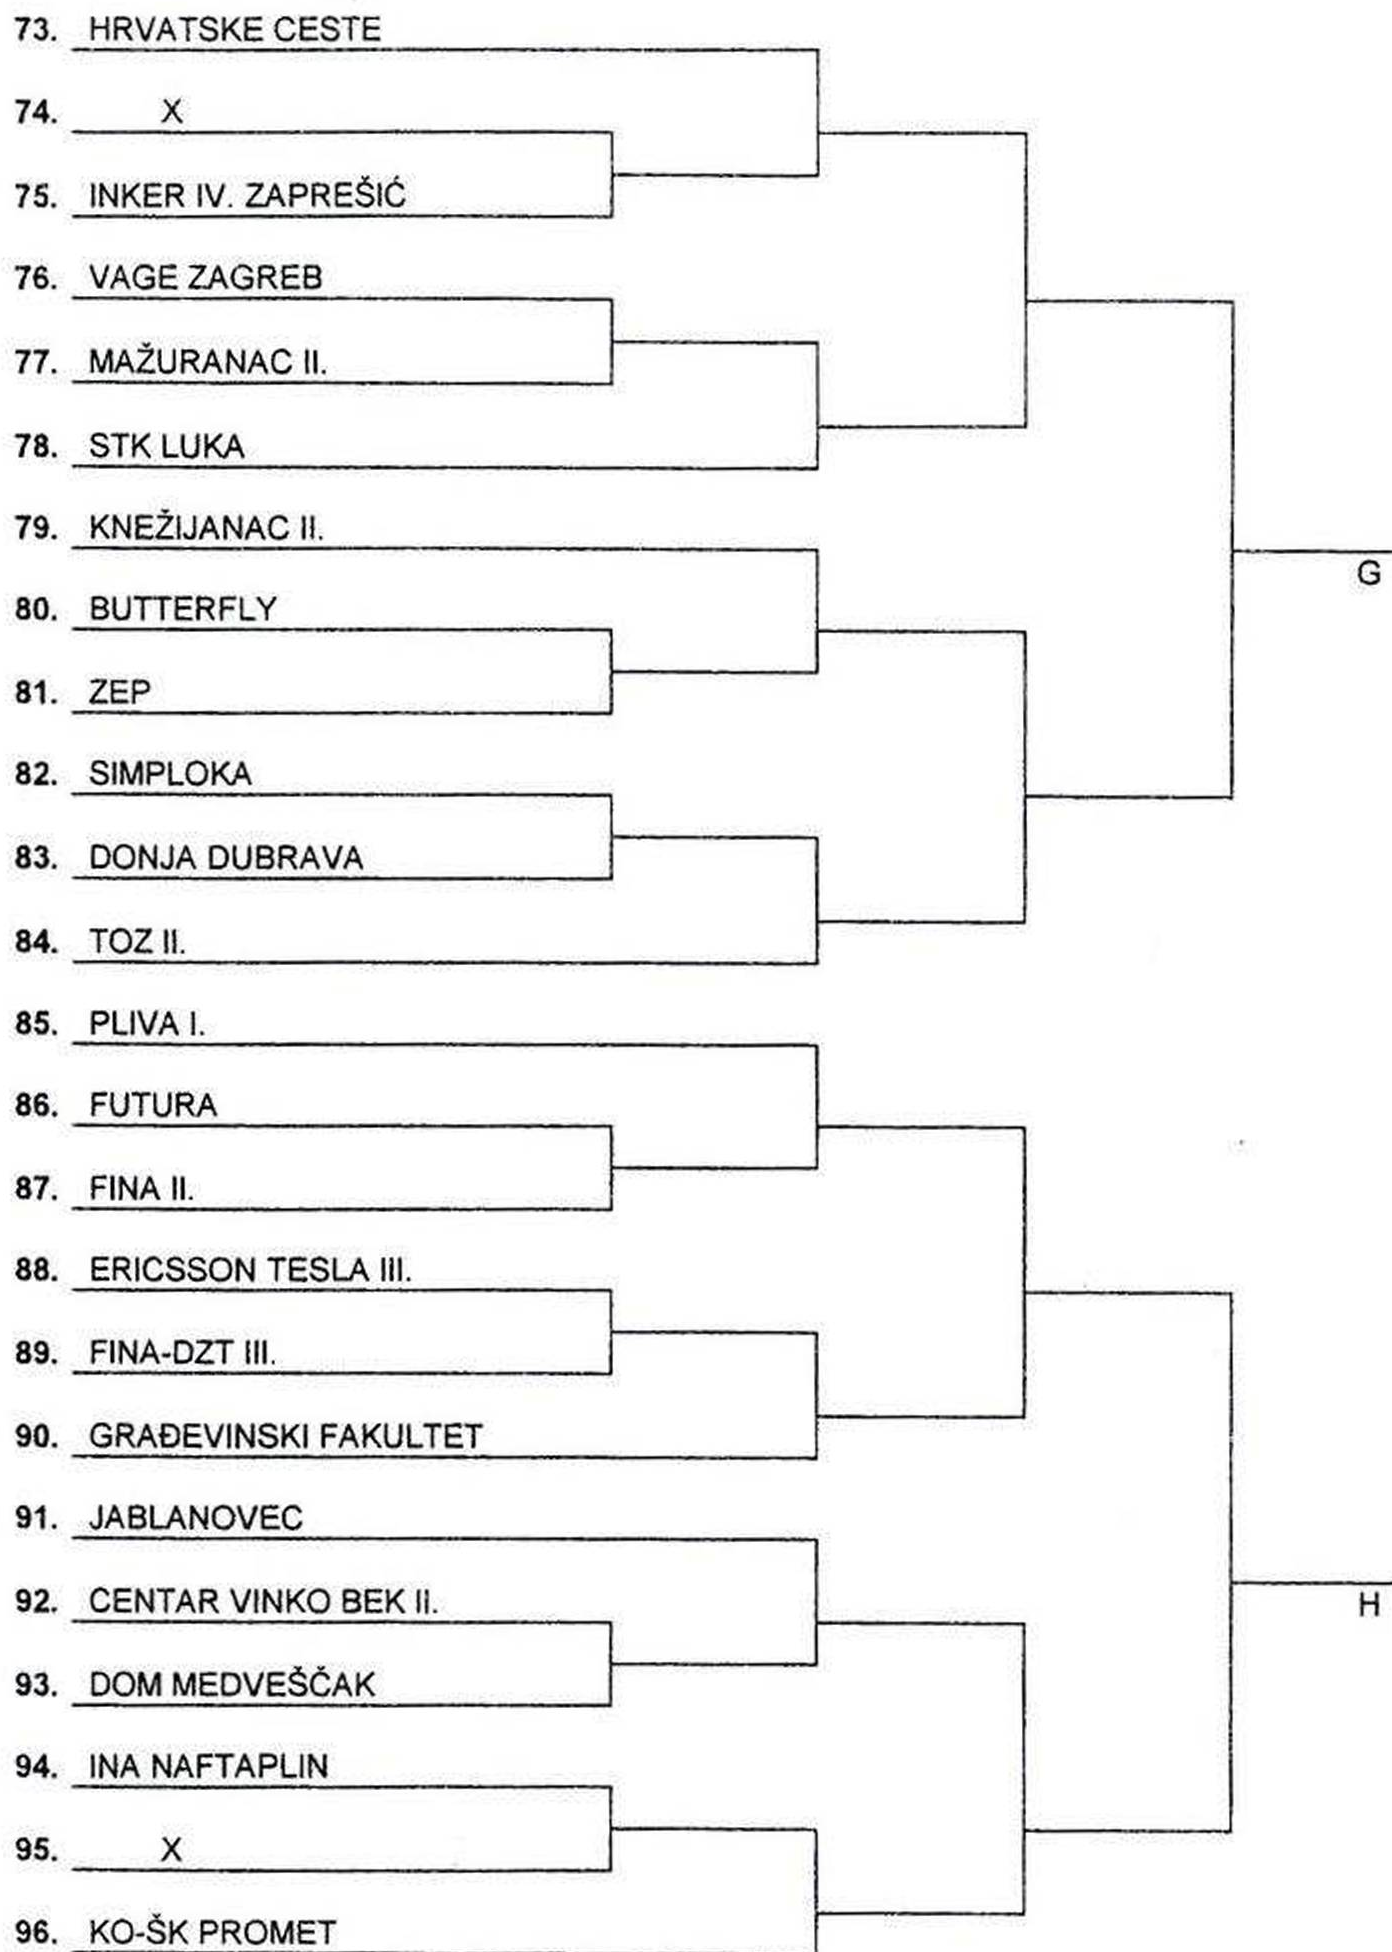 73. HRVATSKE CESTE
74. X
75. INKER IV. ZAPREŠIĆ
76. VAGE ZAGREB
77. MAŽURANAC II.
78. STK LUKA
79. KNEŽIJANAC II.
G
80. BUTTERFLY
81. ZEP
82. SIMPLOKA
83. DONJA DUBRAVA
84. TOZ II.
85. PLIVA I.
86. FUTURA
87. FINA II.
88. ERICSSON TESLA III.
89. FINA-DZT III.
90. GRAĐEVINSKI FAKULTET
91. JABLANOVEC
92. CENTAR VINKO BEK II.
H
93. DOM MEDVEŠČAK
94. INA NAFTAPLIN
95. X
96. KO-ŠK PROMET